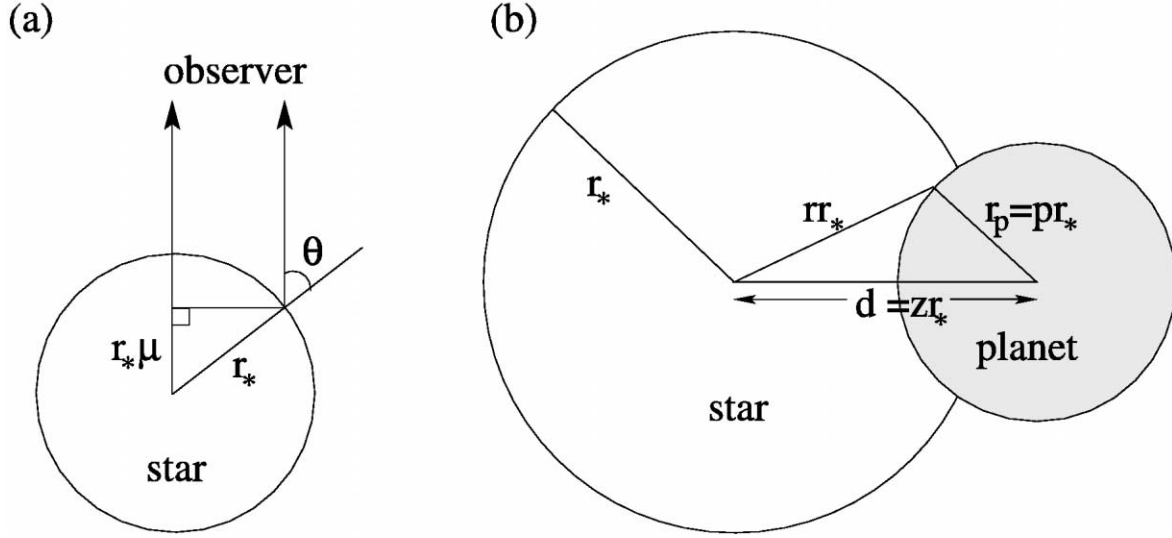 (a)
observer
θ
r*μ
r*
star
(b)
r*
rr*
rp=pr*
d =zr*
planet
star